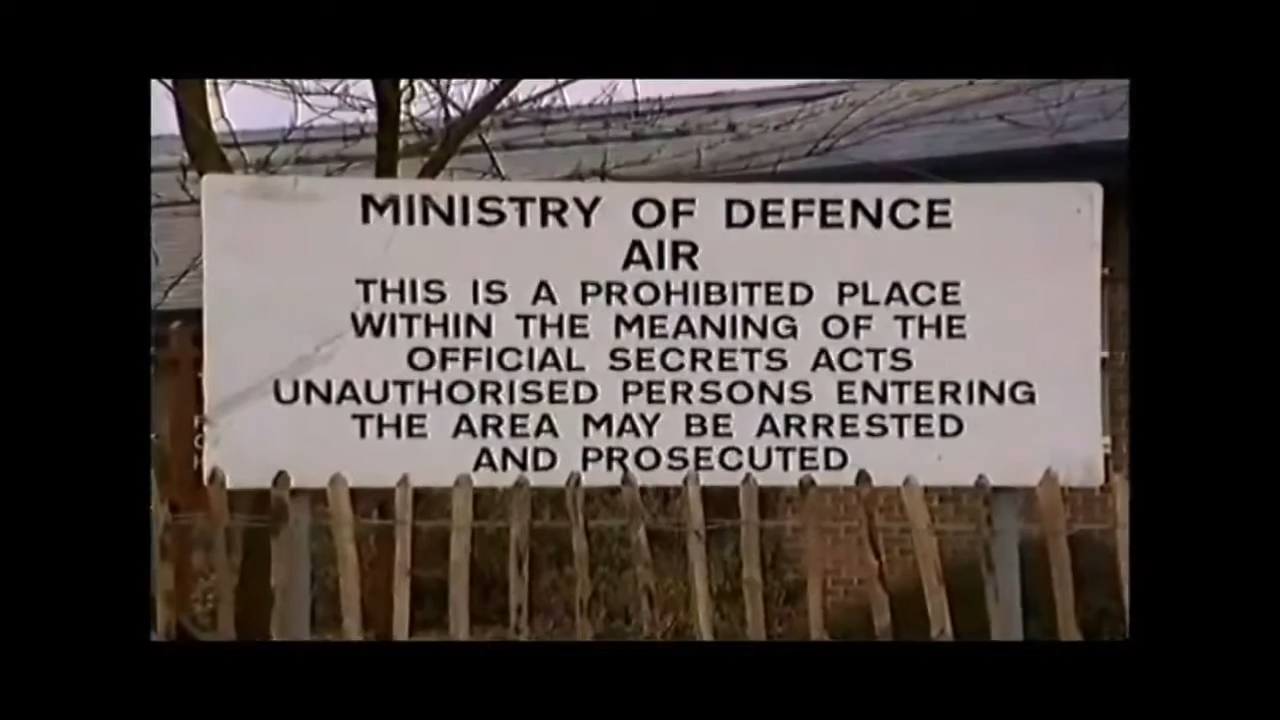 MINISTRY OF DEFENCE
AIR
THIS IS A PROHIBITED PLACE
WITHIN THE MEANING OF THE
OFFICIAL SECRETS ACTS
UNAUTHORISED PERSONS ENTERING
THE AREA MAY BE ARRESTED
AND PROSECUTED